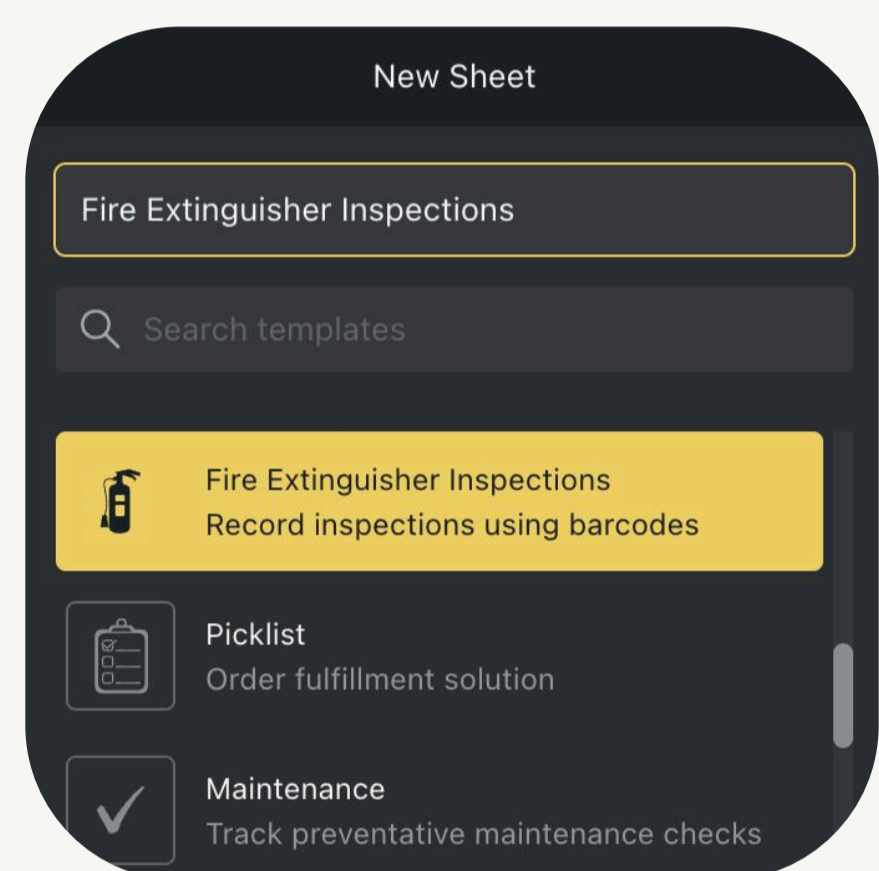 New Sheet
Fire Extinguisher Inspections
Search templates
Fire Extinguisher Inspections
Record inspections using barcodes
Picklist
Order fulfillment solution
Maintenance
Track preventative maintenance checks